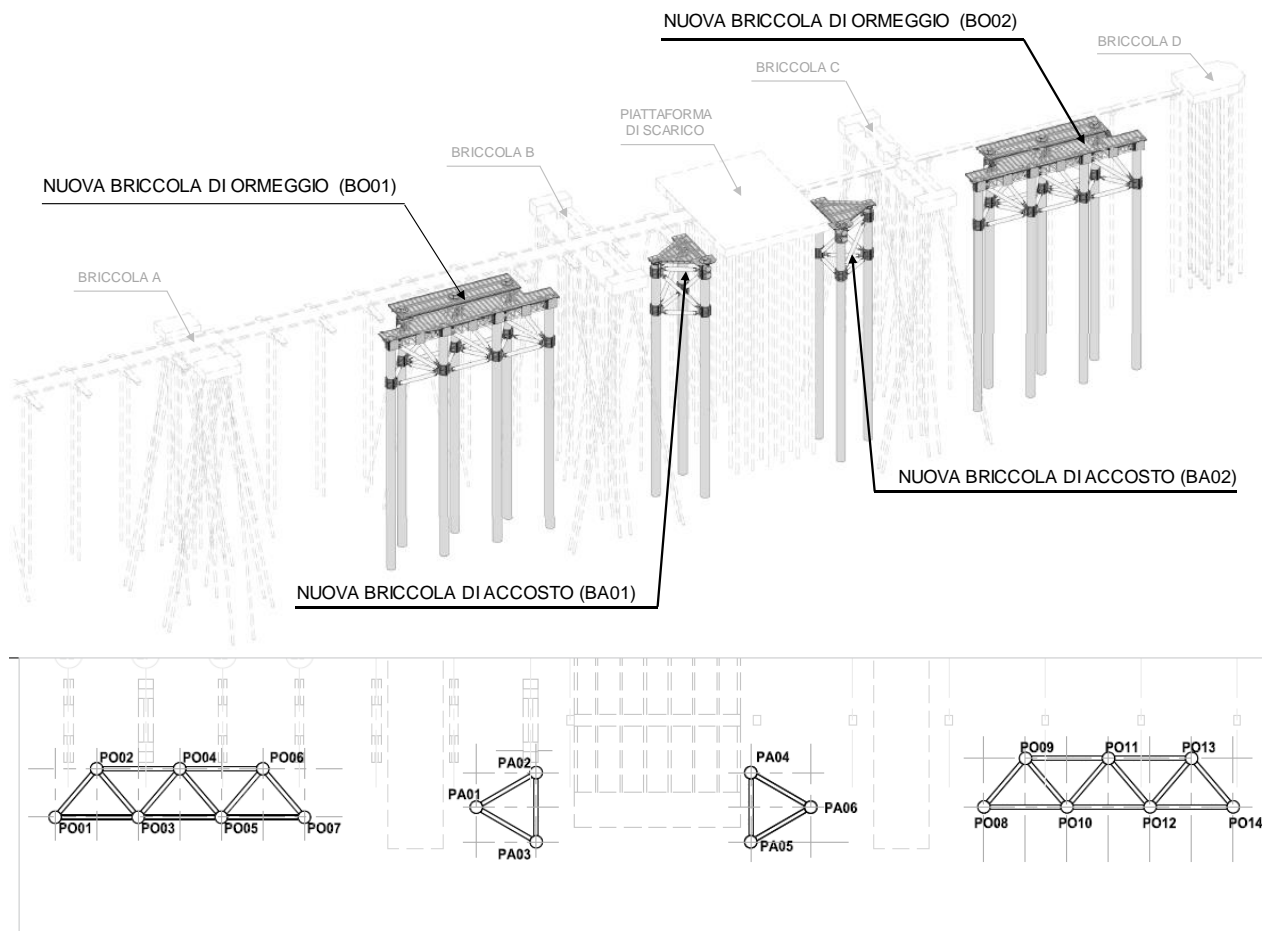 NUOVA BRICCOLA DI ORMEGGIO (BO02)
BRICCOLA D
BRICCOLA C
PIATTAFORMA
DI SCARICO
BRICCOLA B
NUOVA BRICCOLA DI ORMEGGIO (BO01)
BRICCOLA A
NUOVA BRICCOLA DI ACCOSTO (BA02)
NUOVA BRICCOLA DI ACCOSTO (BA01)
PO02 PO04 PO06
PO01 PO03 PO05 PO07
PA02
PA01
PA03
PA04
PA06
PA05
PO09 PO11 PO13
PO08 PO10 PO12 PO14